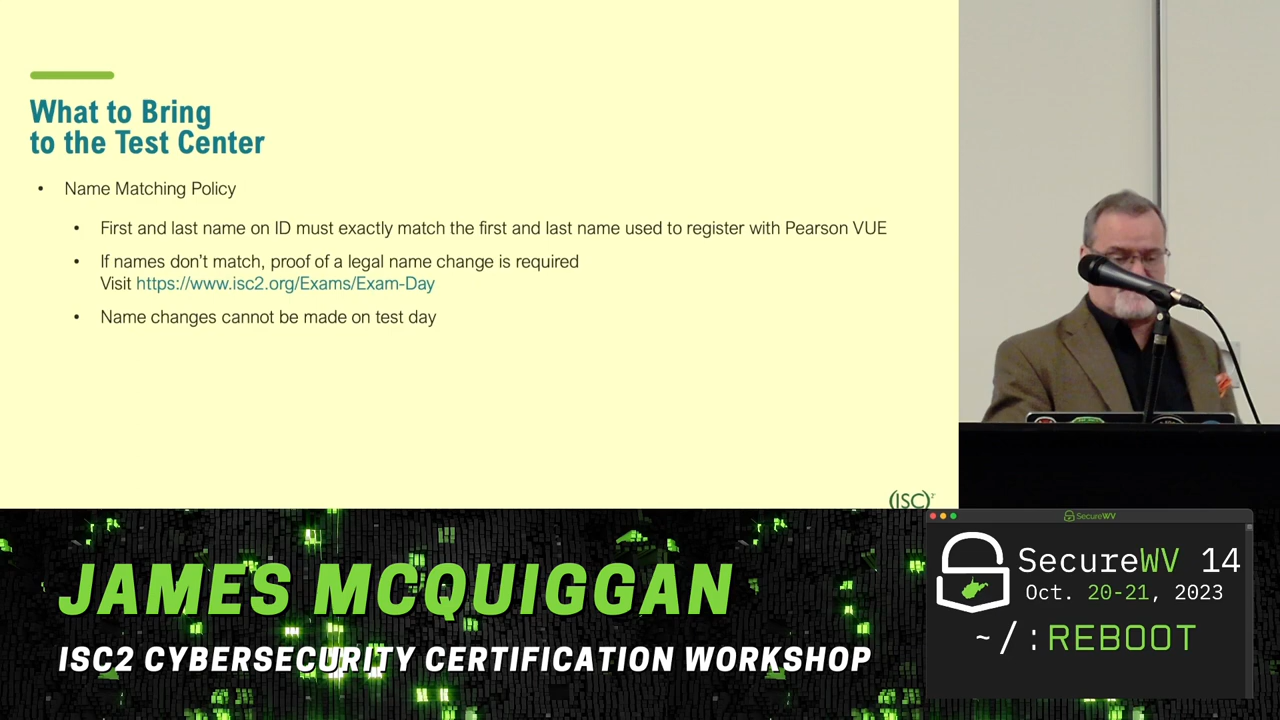 What to Bring
to the Test Center
• Name Matching Policy
• First and last name on ID must exactly match the first and last name used to register with Pearson VUE
• If names don't match, proof of a legal name change is required
Visit https://www.isc2.org/Exams/Exam-Day
• Name changes cannot be made on test day
(ISC)²
JAMES MCQUIGGAN
ISC2 CYBERSECURITY CERTIFICATION WORKSHOP
SecureWV
SecureWV 14
Oct. 20-21, 2023
~/:REBOOT